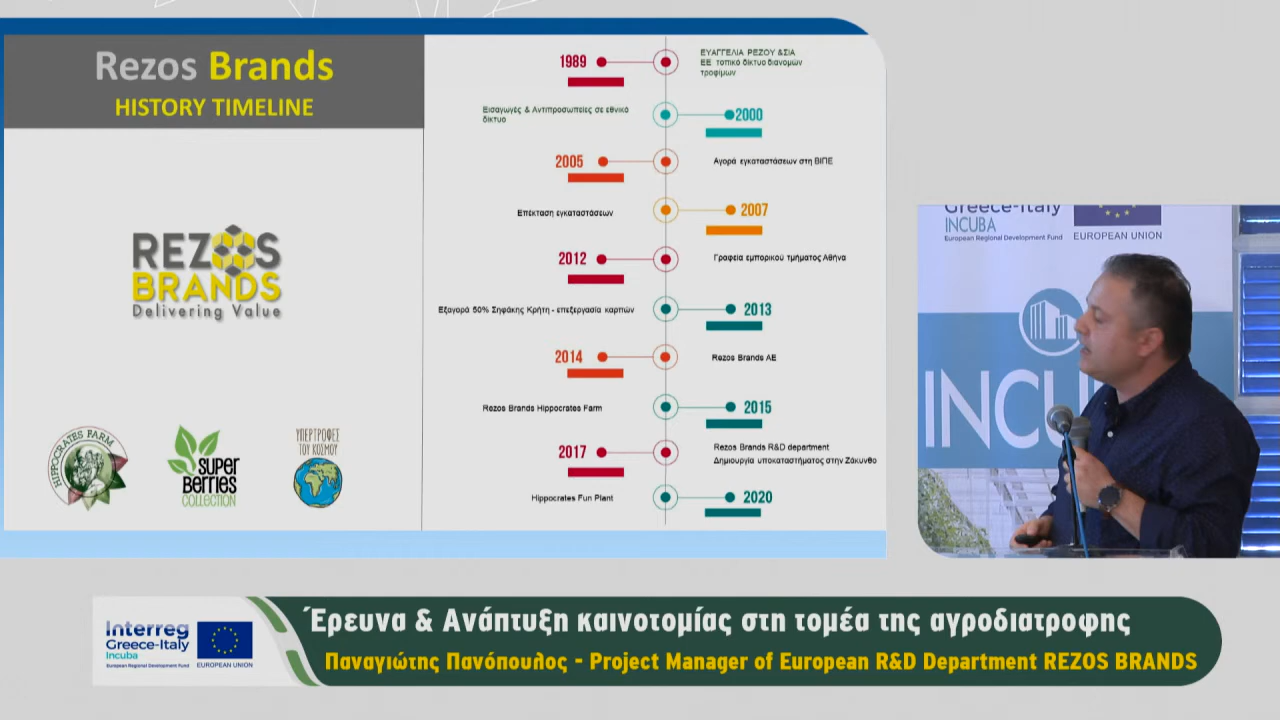 Rezos Brands
HISTORY TIMELINE
REZOS
BRANDS
Delivering Value
HIPPOCRATES FARM
SUPER
BERRIES
COLLECTION
ΥΠΕΡΤΡΟΦΕΣ
ΤΟΥ ΚΟΣΜΟΥ
1989
ΕΥΑΓΓΕΛΙΑ ΡΕΖΟΥ &ΣΙΑ
ΕΕ τοπικό δίκτυο διανομών
τροφίμων
Εισαγωγές & Αντιπροσωπείες σε εθνικό
δίκτυο
2000
2005
Αγορά εγκαταστάσεων στη ΒΙΠΕ
Επέκταση εγκαταστάσεων
2007
2012
Γραφεία εμπορικού τμήματος Αθήνα
Εξαγορά 50% Σηφάκης Κρήτη - επεξεργασία καρπών
2013
2014
Rezos Brands AE
Rezos Brands Hippocrates Farm
2015
2017
Rezos Brands R&D department
Δημιουργία υποκαταστήματος στην Ζάκυνθο
Hippocrates Fun Plant
2020
Greece-Italy
INCUBA
European Regional Development Fund
EUROPEAN UNION
INCU
Interreg
Greece-Italy
Incuba
European Regional Development Fund
EUROPEAN UNION
Έρευνα & Ανάπτυξη καινοτομίας στη τομέα της αγροδιατροφης
Παναγιώτης Πανόπουλος - Project Manager of European R&D Department REZOS BRANDS